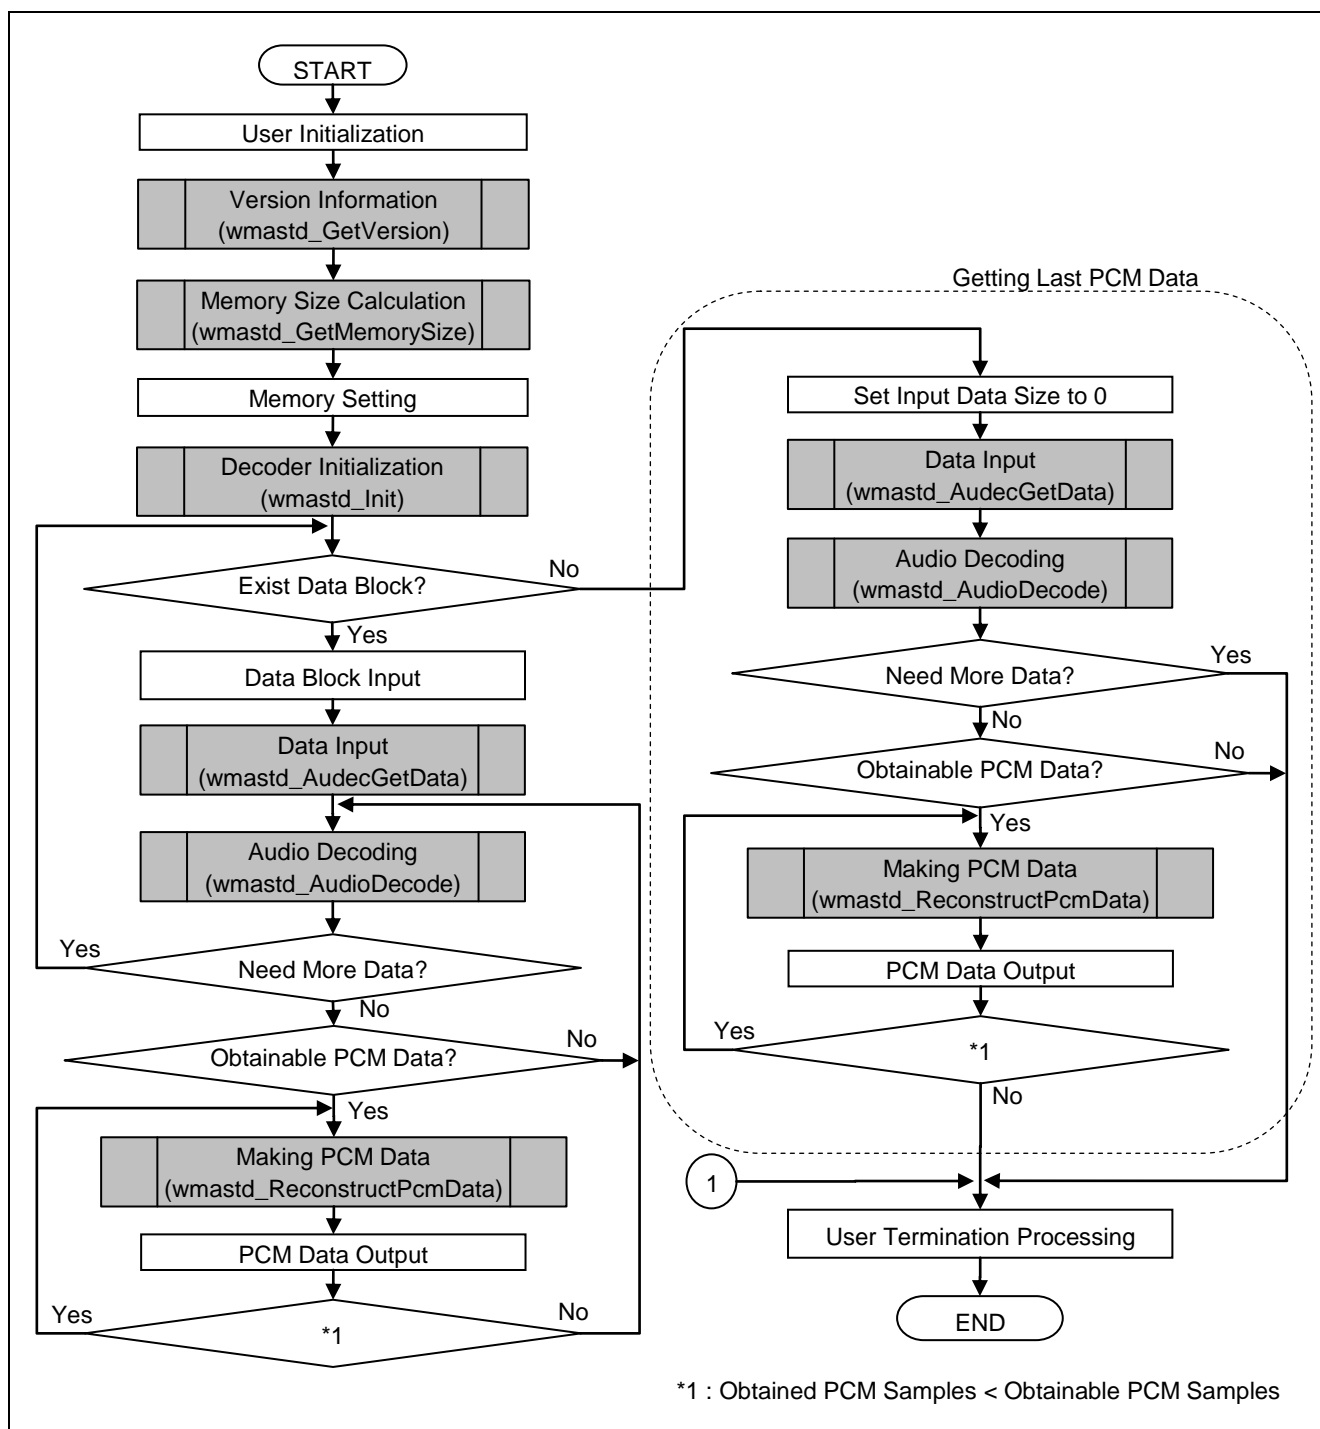 START
User Initialization
Version Information
(wmastd_GetVersion)
Memory Size Calculation
(wmastd_GetMemorySize)
Memory Setting
Decoder Initialization
(wmastd_Init)
Exist Data Block?
No
Yes
Data Block Input
Data Input
(wmastd_AudecGetData)
Audio Decoding
(wmastd_AudioDecode)
Yes
Need More Data?
No
Obtainable PCM Data?
No
Yes
Making PCM Data
(wmastd_ReconstructPcmData)
PCM Data Output
Yes
*1
No
Getting Last PCM Data
Set Input Data Size to 0
Data Input
(wmastd_AudecGetData)
Audio Decoding
(wmastd_AudioDecode)
Need More Data?
Yes
No
Obtainable PCM Data?
No
Yes
Making PCM Data
(wmastd_ReconstructPcmData)
PCM Data Output
Yes
*1
No
1
User Termination Processing
END
*1 : Obtained PCM Samples < Obtainable PCM Samples